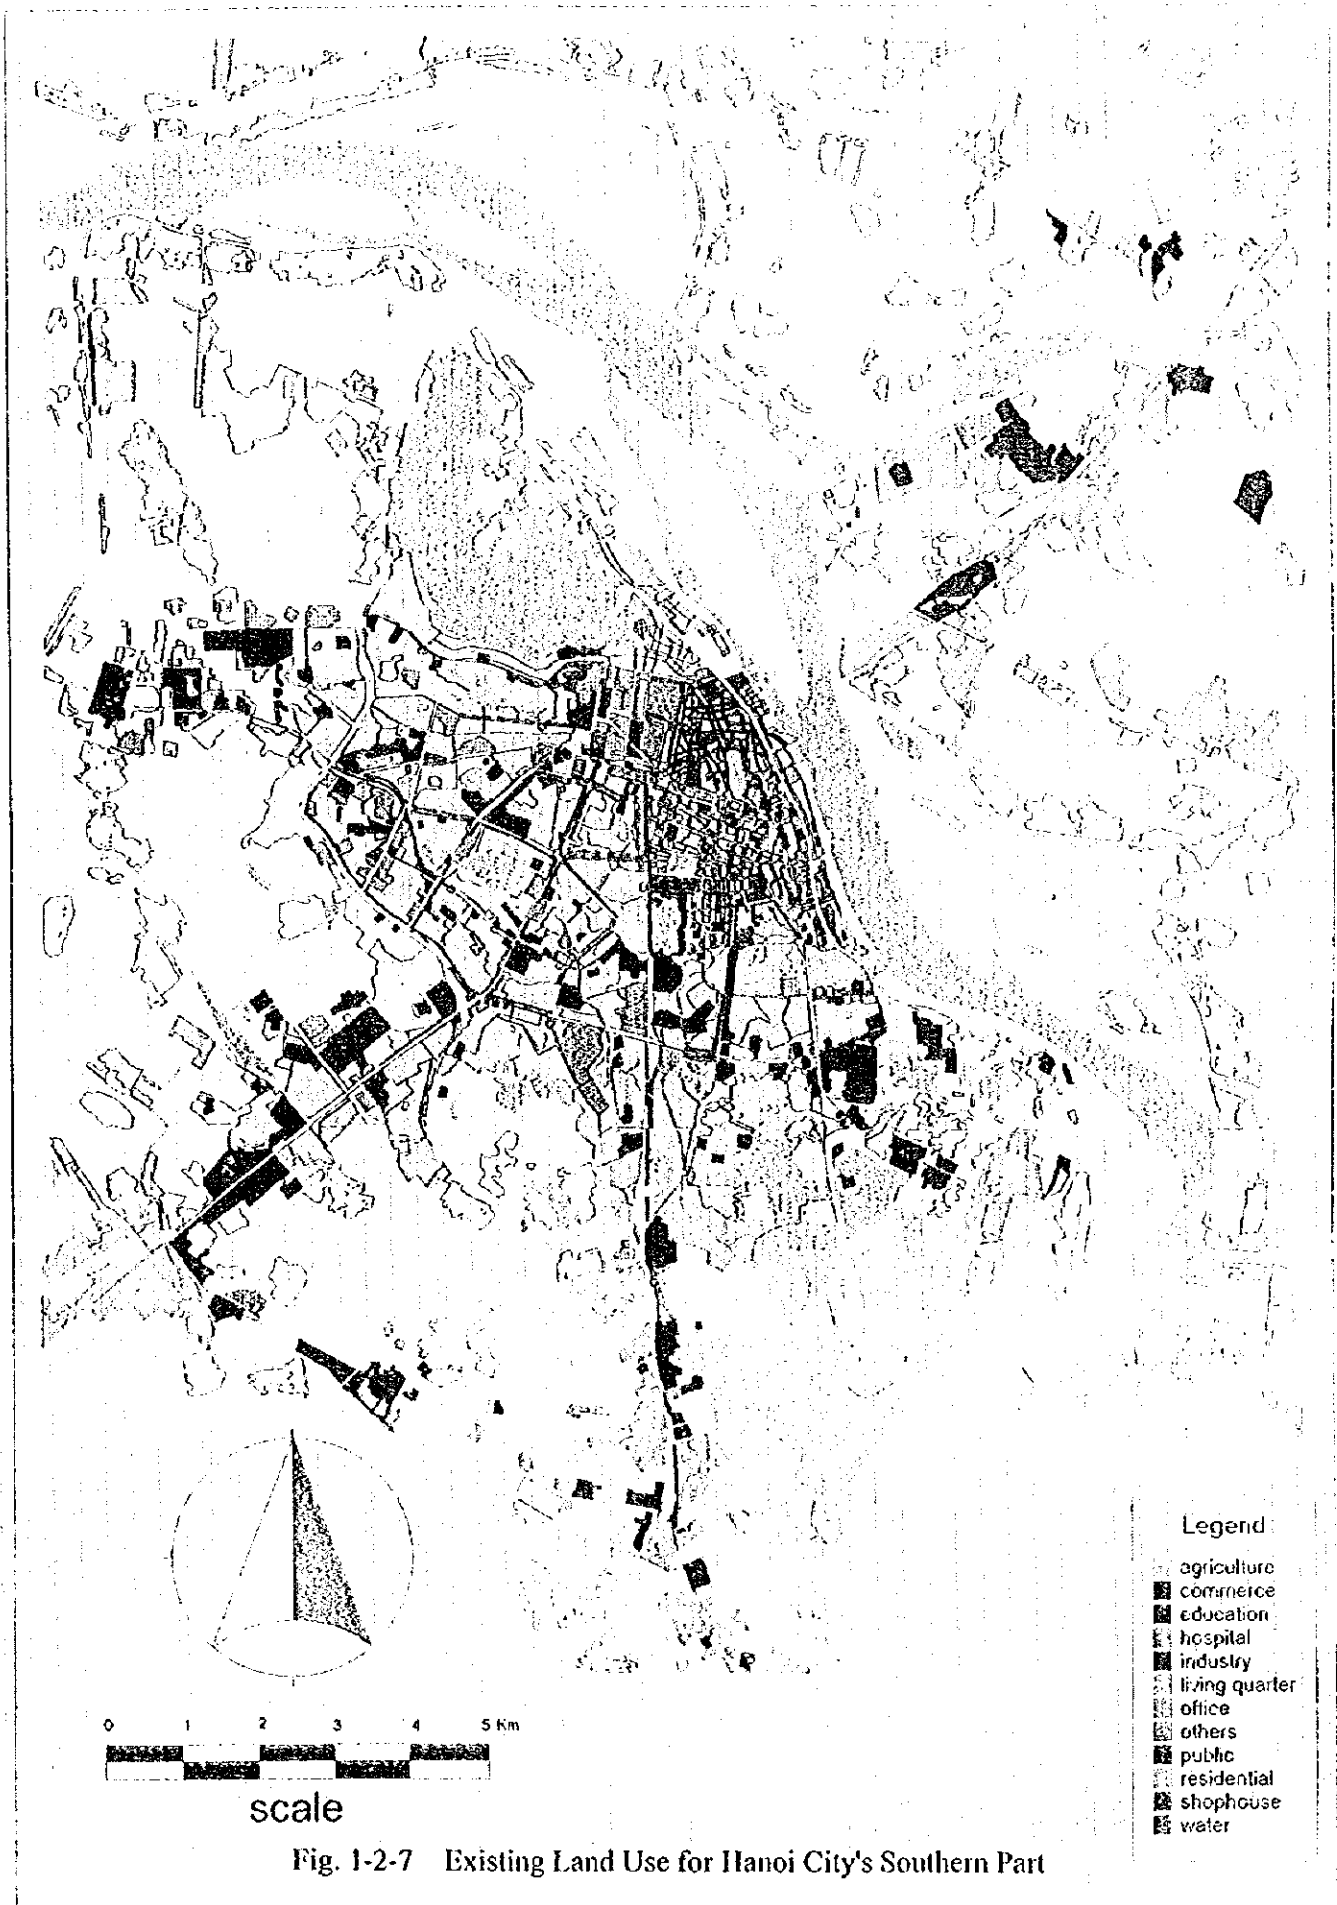 Legend
agriculture
commerce
education
hospital
industry
living quarter
office
others
public
residential
shophouse
water
0 1 2 3 4 5 Km
scale
Fig. 1-2-7 Existing Land Use for Hanoi City's Southern Part